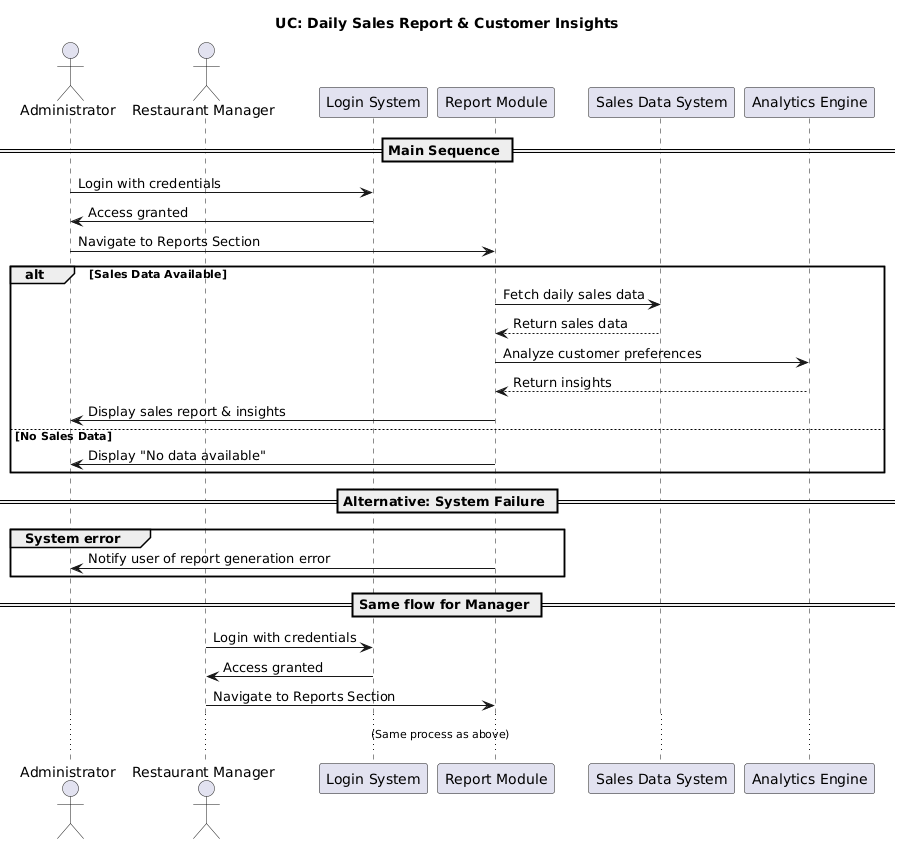 UC: Daily Sales Report & Customer Insights
Administrator
Restaurant Manager
Login System
Report Module
Sales Data System
Analytics Engine
Main Sequence
Login with credentials
Access granted
Navigate to Reports Section
alt
[Sales Data Available]
Fetch daily sales data
Return sales data
Analyze customer preferences
Return insights
Display sales report & insights
[No Sales Data]
Display "No data available"
Alternative: System Failure
System error
Notify user of report generation error
Same flow for Manager
Login with credentials
Access granted
Navigate to Reports Section
(Same process as above)
Administrator
Restaurant Manager
Login System
Report Module
Sales Data System
Analytics Engine